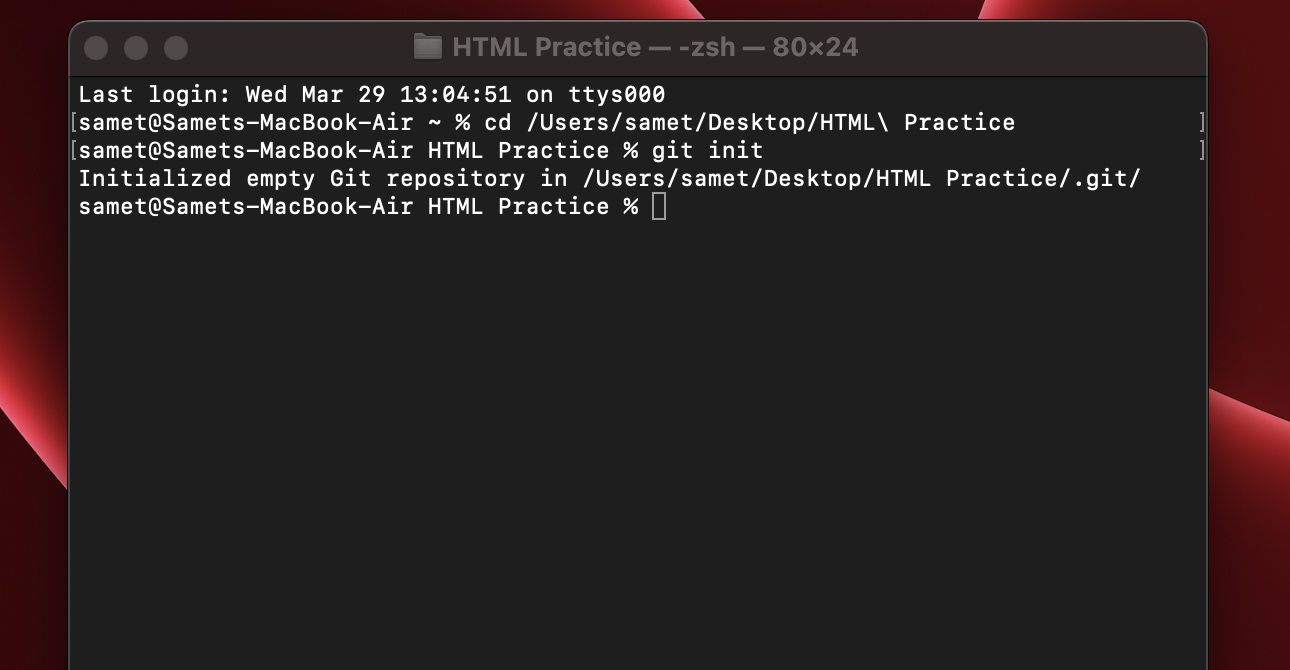 HTML Practice — -zsh — 80×24
Last login: Wed Mar 29 13:04:51 on ttys000
[samet@Samets-MacBook-Air ~ % cd /Users/samet/Desktop/HTML\ Practice ]
[samet@Samets-MacBook-Air HTML Practice % git init ]
Initialized empty Git repository in /Users/samet/Desktop/HTML Practice/.git/
samet@Samets-MacBook-Air HTML Practice %